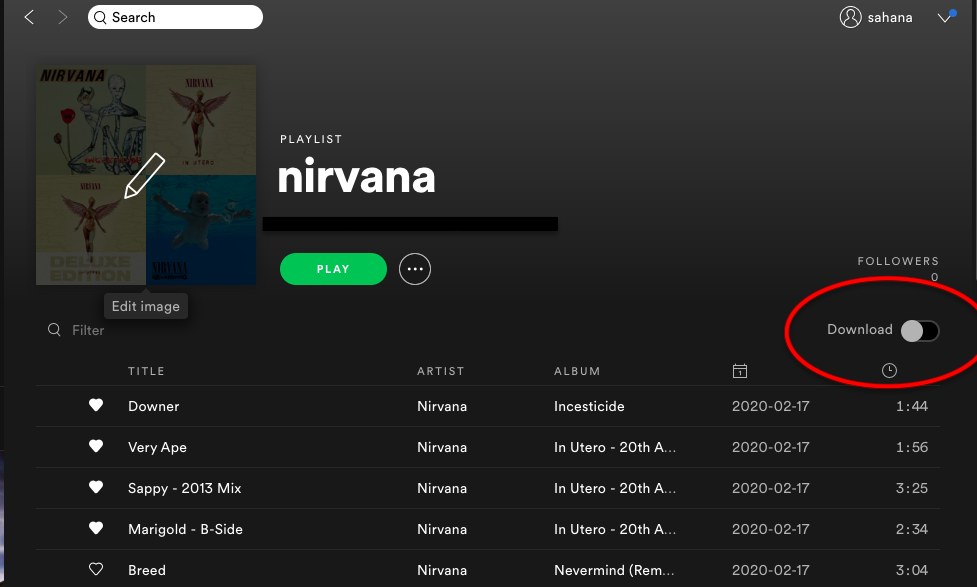 Search
sahana
NIRVANA
NIRVANA
IN UTERO
PLAYLIST
nirvana
NIRVANA
DELUXE
EDITION
NIRVANA
PLAY
FOLLOWERS
0
Edit image
Filter
Download
TITLE ARTIST ALBUM
Downer Nirvana Incesticide 2020-02-17 1:44
Very Ape Nirvana In Utero - 20th A... 2020-02-17 1:56
Sappy - 2013 Mix Nirvana In Utero - 20th A... 2020-02-17 3:25
Marigold - B-Side Nirvana In Utero - 20th A... 2020-02-17 2:34
Breed Nirvana Nevermind (Rem... 2020-02-17 3:04